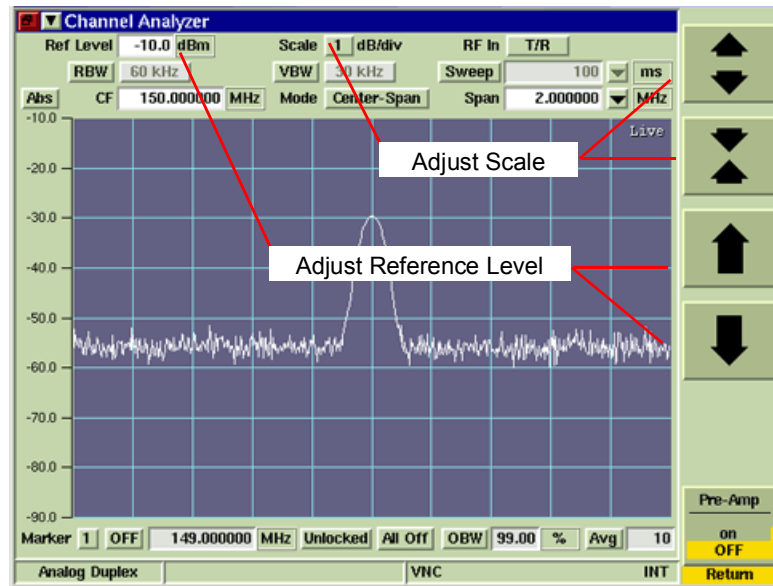 Channel Analyzer
Ref Level -10.0 dBm Scale 1 dB/div RF In T/R
RBW 60 kHz VBW 30 kHz Sweep 100 ms
Abs CF 150.000000 MHz Mode Center-Span Span 2.000000 MHz
-10.0
Live
Adjust Scale
-20.0
-30.0
Adjust Reference Level
-40.0
-50.0
-60.0
-70.0
-80.0
-90.0
Pre-Amp
on
OFF
Marker 1 OFF 149.000000 MHz Unlocked All Off OBW 99.00 % Avg 10
Analog Duplex VNC INT Return